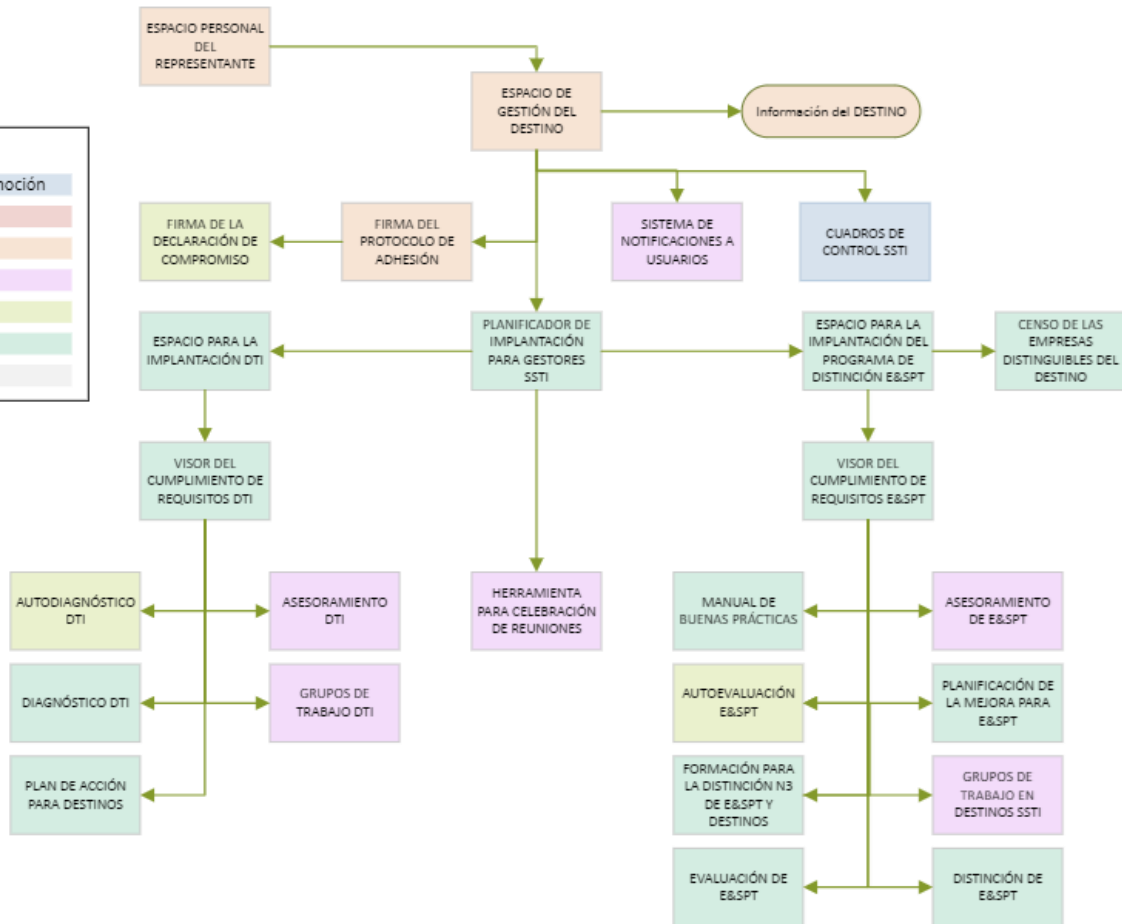 ESPACIO PERSONAL
DEL
REPRESENTANTE
ESPACIO DE
GESTIÓN DEL
DESTINO
Información del DESTINO
noción
FIRMA DE LA
DECLARACIÓN DE
COMPROMISO
FIRMA DEL
PROTOCOLO DE
ADHESIÓN
SISTEMA DE
NOTIFICACIONES A
USUARIOS
CUADROS DE
CONTROL SSTI
ESPACIO PARA LA
IMPLANTACIÓN DTI
PLANIFICADOR DE
IMPLANTACIÓN
PARA GESTORES
SSTI
ESPACIO PARA LA
IMPLANTACIÓN DEL
PROGRAMA DE
DISTINCIÓN E&SPT
CENSO DE LAS
EMPRESAS
DISTINGUIBLES DEL
DESTINO
VISOR DEL
CUMPLIMIENTO DE
REQUISITOS DTI
VISOR DEL
CUMPLIMIENTO DE
REQUISITOS E&SPT
AUTODIAGNÓSTICO
DTI
ASESORAMIENTO
DTI
HERRAMIENTA
PARA CELEBRACIÓN
DE REUNIONES
MANUAL DE
BUENAS PRÁCTICAS
ASESORAMIENTO
DE E&SPT
DIAGNÓSTICO DTI
GRUPOS DE
TRABAJO DTI
AUTOEVALUACIÓN
E&SPT
PLANIFICACIÓN DE
LA MEJORA PARA
E&SPT
PLAN DE ACCIÓN
PARA DESTINOS
FORMACIÓN PARA
LA DISTINCIÓN N3
DE E&SPT Y
DESTINOS
GRUPOS DE
TRABAJO EN
DESTINOS SSTI
EVALUACIÓN DE
E&SPT
DISTINCIÓN DE
E&SPT